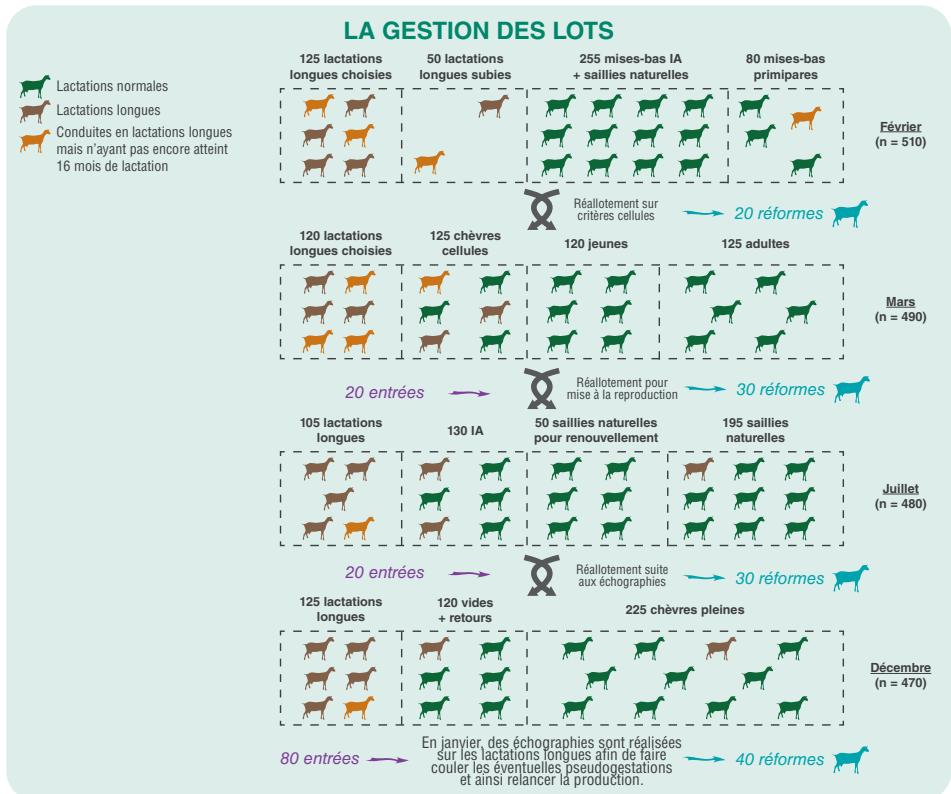 LA GESTION DES LOTS
Lactations normales
Lactations longues
Conduites en lactations longues
mais n'ayant pas encore atteint
16 mois de lactation
125 lactations
longues choisies
50 lactations
longues subies
255 mises-bas IA
+ saillies naturelles
80 mises-bas
primipares
Février
(n = 510)
Réallotement sur
critères cellules
20 réformes
120 lactations
longues choisies
125 chèvres
cellules
120 jeunes
125 adultes
Mars
(n = 490)
20 entrées
Réallotement pour
mise à la reproduction
30 réformes
105 lactations
longues
130 IA
50 saillies naturelles
pour renouvellement
195 saillies
naturelles
Juillet
(n = 480)
20 entrées
Réallotement suite
aux échographies
30 réformes
125 lactations
longues
120 vides
+ retours
225 chèvres pleines
Décembre
(n = 470)
80 entrées
En janvier, des échographies sont réalisées
sur les lactations longues afin de faire
couler les éventuelles pseudogestations
et ainsi relancer la production.
40 réformes